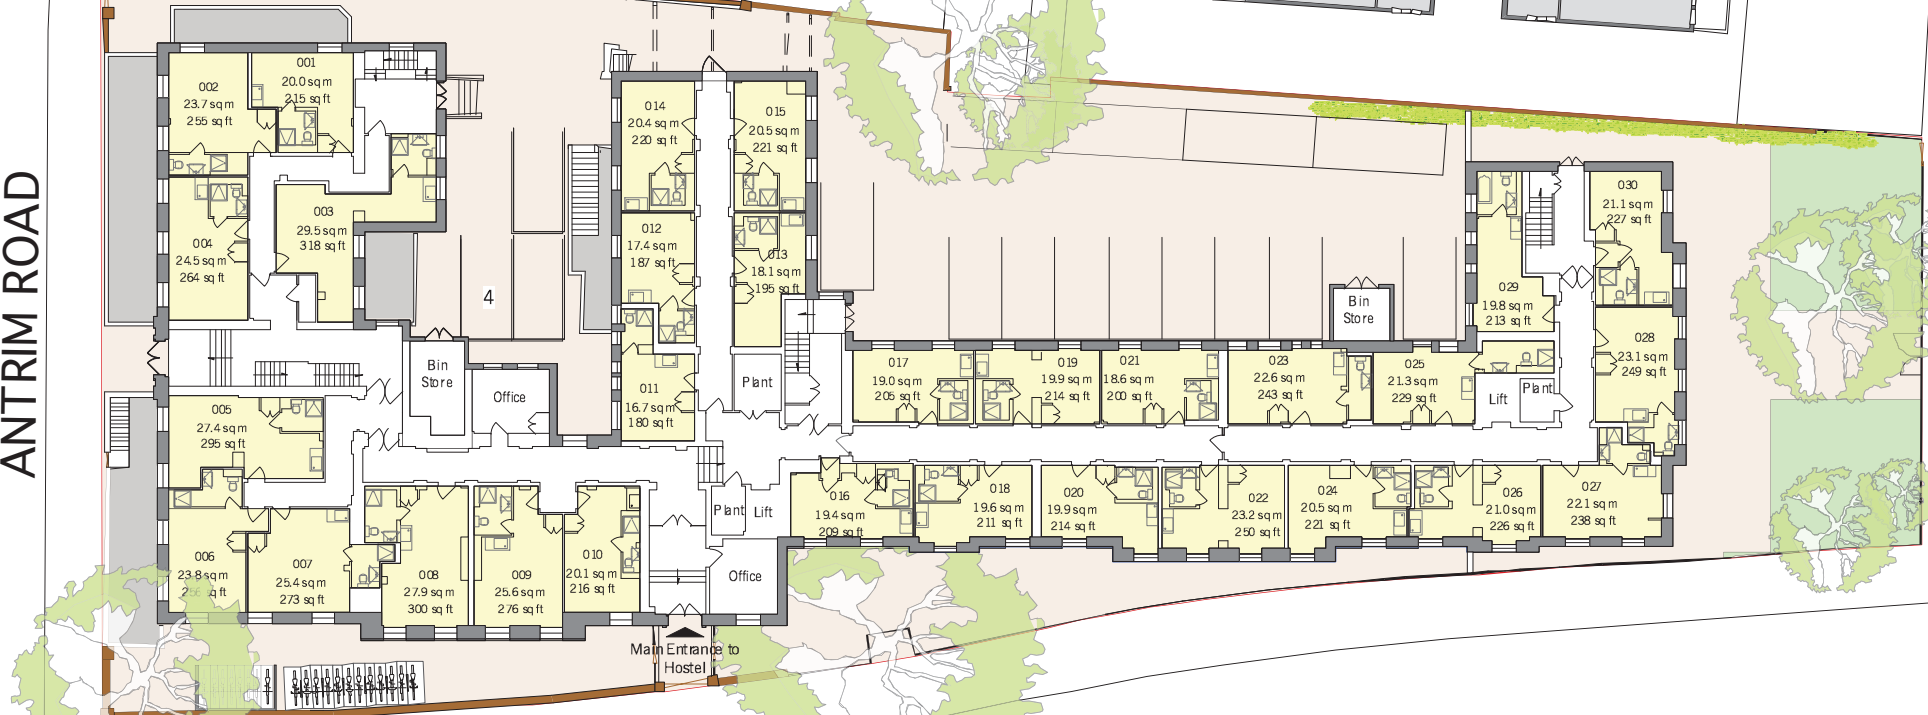 ANTRIM ROAD
002
23.7 sq m
255 sq ft
001
20.0 sq m
215 sq ft
003
29.5 sq m
318 sq ft
004
24.5 sq m
264 sq ft
4
014
20.4 sq m
220 sq ft
015
20.5 sq m
221 sq ft
012
17.4 sq m
187 sq ft
013
18.1 sq m
195 sq ft
011
16.7 sq m
180 sq ft
Plant
Bin
Store
Office
005
27.4 sq m
295 sq ft
006
23.8 sq m
007
25.4 sq m
273 sq ft
008
27.9 sq m
300 sq ft
009
25.6 sq m
276 sq ft
010
20.1 sq m
216 sq ft
Plant
Lift
Office
Main Entrance to
Hostel
017
19.0 sq m
205 sq ft
019
19.9 sq m
214 sq ft
021
18.6 sq m
200 sq ft
023
22.6 sq m
243 sq ft
025
21.3 sq m
229 sq ft
Bin
Store
029
19.8 sq m
213 sq ft
030
21.1 sq m
227 sq ft
028
23.1 sq m
249 sq ft
Lift
Plant
016
19.4 sq m
209 sq ft
018
19.6 sq m
211 sq ft
020
19.9 sq m
214 sq ft
022
23.2 sq m
250 sq ft
024
20.5 sq m
221 sq ft
026
21.0 sq m
226 sq ft
027
22.1 sq m
238 sq ft